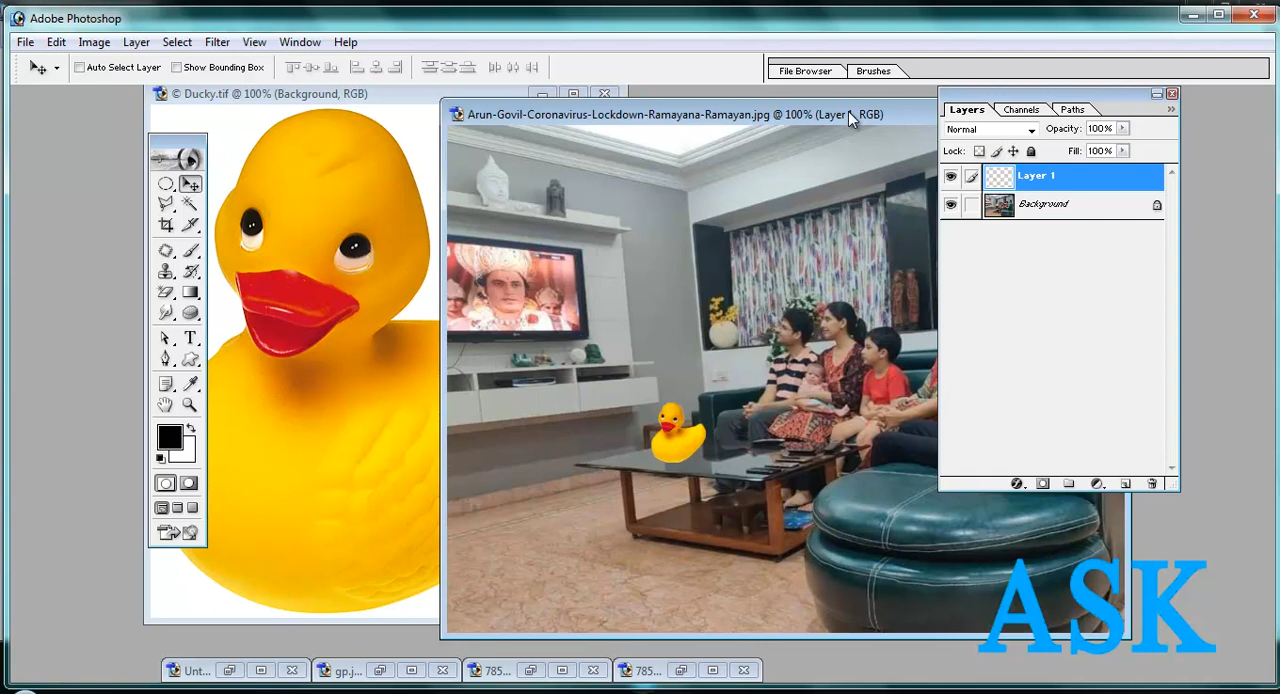 Adobe Photoshop
File Edit Image Layer Select Filter View Window Help
Auto Select Layer Show Bounding Box
File Browser Brushes
© Ducky.tif @ 100% (Background, RGB)
Arun-Govil-Coronavirus-Lockdown-Ramayana-Ramayan.jpg @ 100% (Layer RGB)
Layers Channels Paths
Normal Opacity: 100%
Lock: Fill: 100%
Layer 1
Background
ASK
Unt... gp.j... 785... 785...